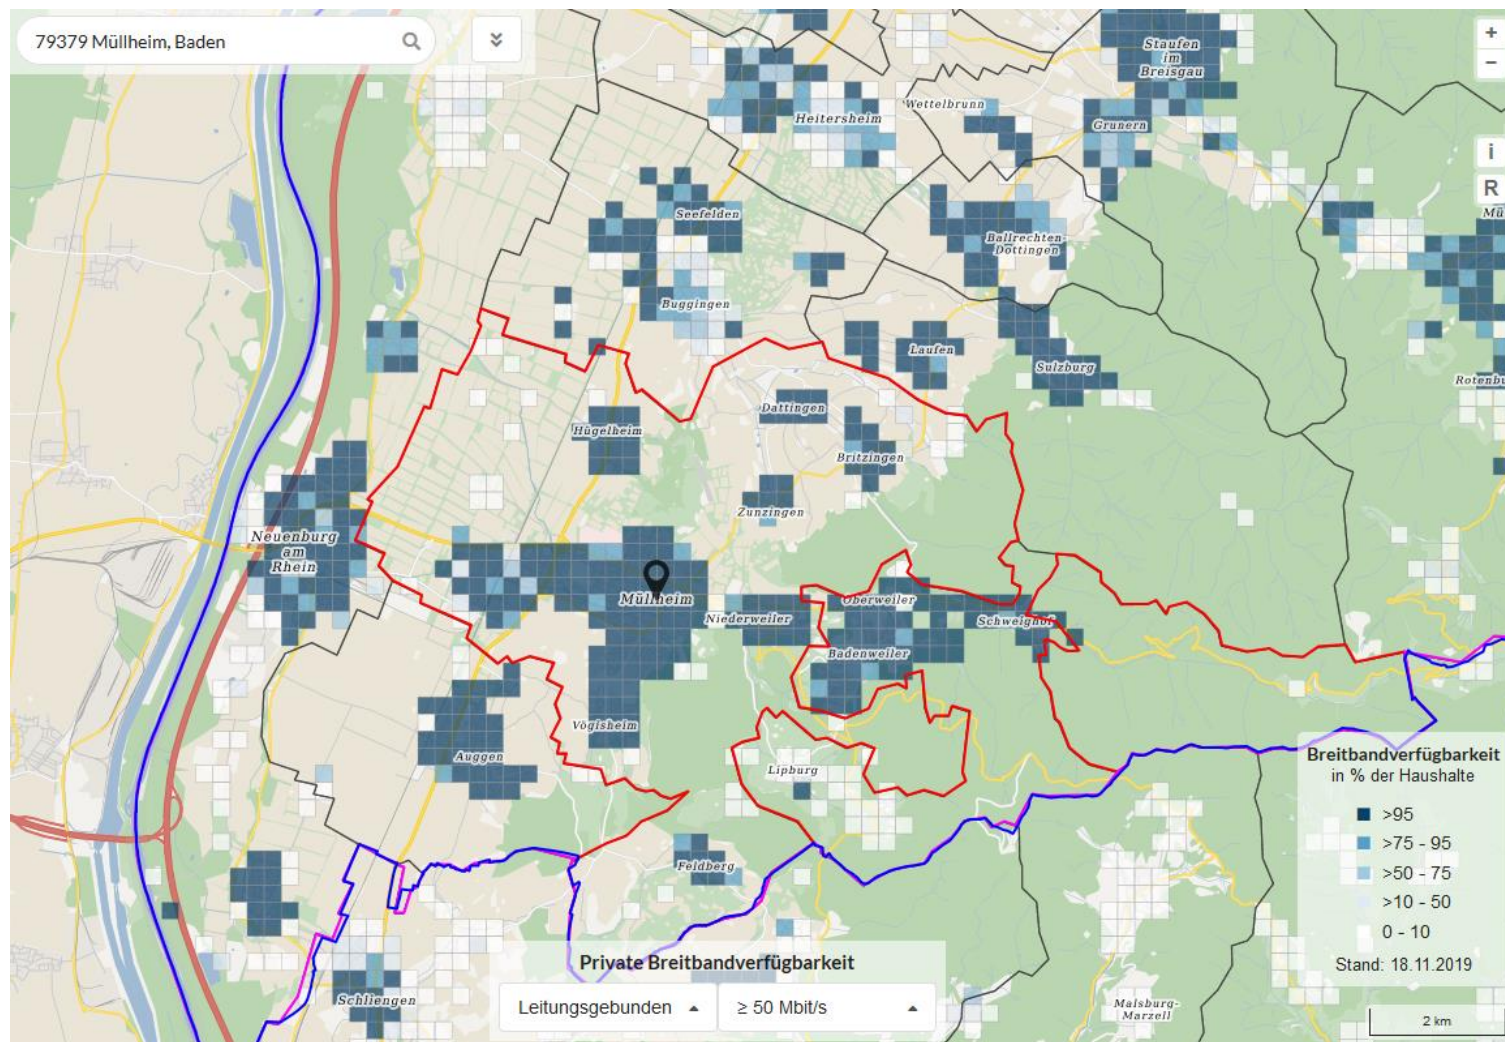 79379 Müllheim, Baden
+
−
Staufen
im
Breisgau
Wettelbrunn
Heitersheim
Grunern
i
R
Seefelden
Ballrechten-
Dottingen
Buggingen
Laufen
Sulzburg
Dattingen
Hügelheim
Britzingen
Zunzingen
Neuenburg
am
Rhein
Müllheim
Oberweiler
Niederweiler
Schweighof
Badenweiler
Vöglsheim
Auggen
Lipburg
Feldberg
Schliengen
Malsburg-
Marzell
Breitbandverfügbarkeit
in % der Haushalte
>95
>75 - 95
>50 - 75
>10 - 50
0 - 10
Stand: 18.11.2019
Private Breitbandverfügbarkeit
Leitungsgebunden
≥ 50 Mbit/s
2 km